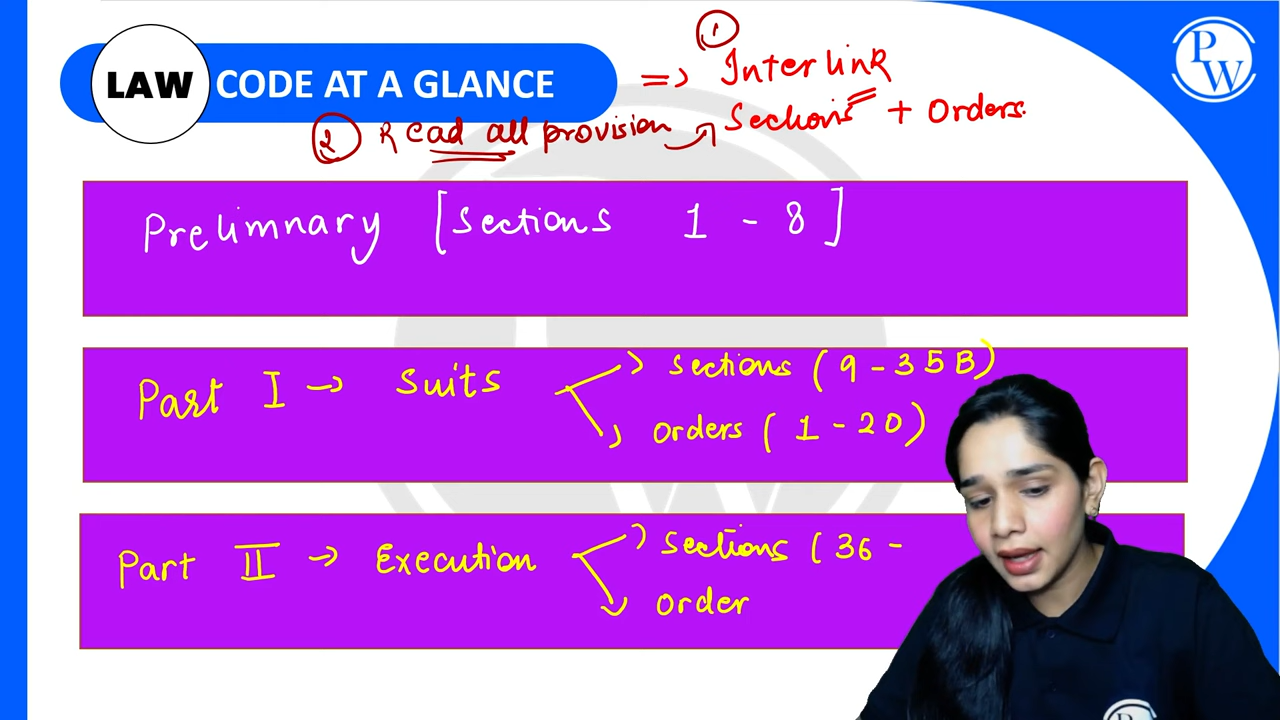 LAW CODE AT A GLANCE
=> 1 Interlink
Sections + Orders.
2 Read all provision
PW
Prelimnary [Sections 1 - 8]
Part I → Suits
Sections (9 - 35B)
Orders (1 - 20)
Part II → Execution
Sections (36 -
Order